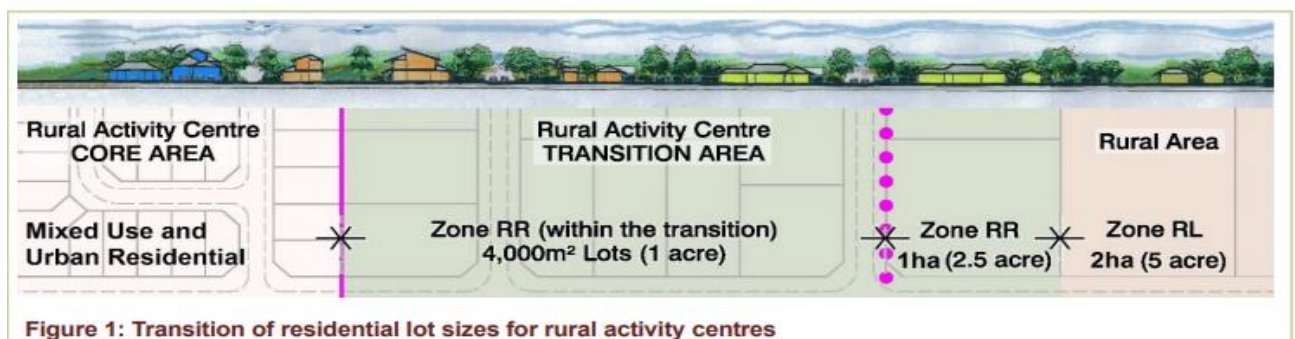 Rural Activity Centre
CORE AREA
Mixed Use and
Urban Residential
Rural Activity Centre
TRANSITION AREA
Zone RR (within the transition)
4,000m² Lots (1 acre)
Zone RR
1ha (2.5 acre)
Rural Area
Zone RL
2ha (5 acre)
Figure 1: Transition of residential lot sizes for rural activity centres